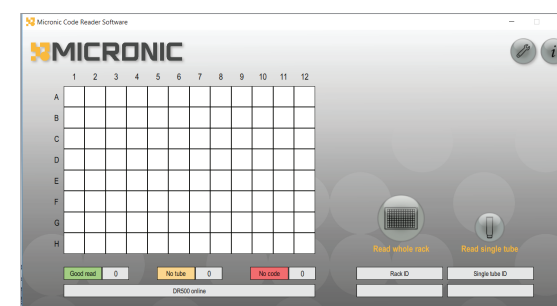 Micronic Code Reader Software
MICRONIC
1 2 3 4 5 6 7 8 9 10 11 12
A
B
C
D
E
F
G
H
Read whole rack Read single tube
Good read 0 No tube 0 No code 0 Rack ID Single tube ID
DR500 online